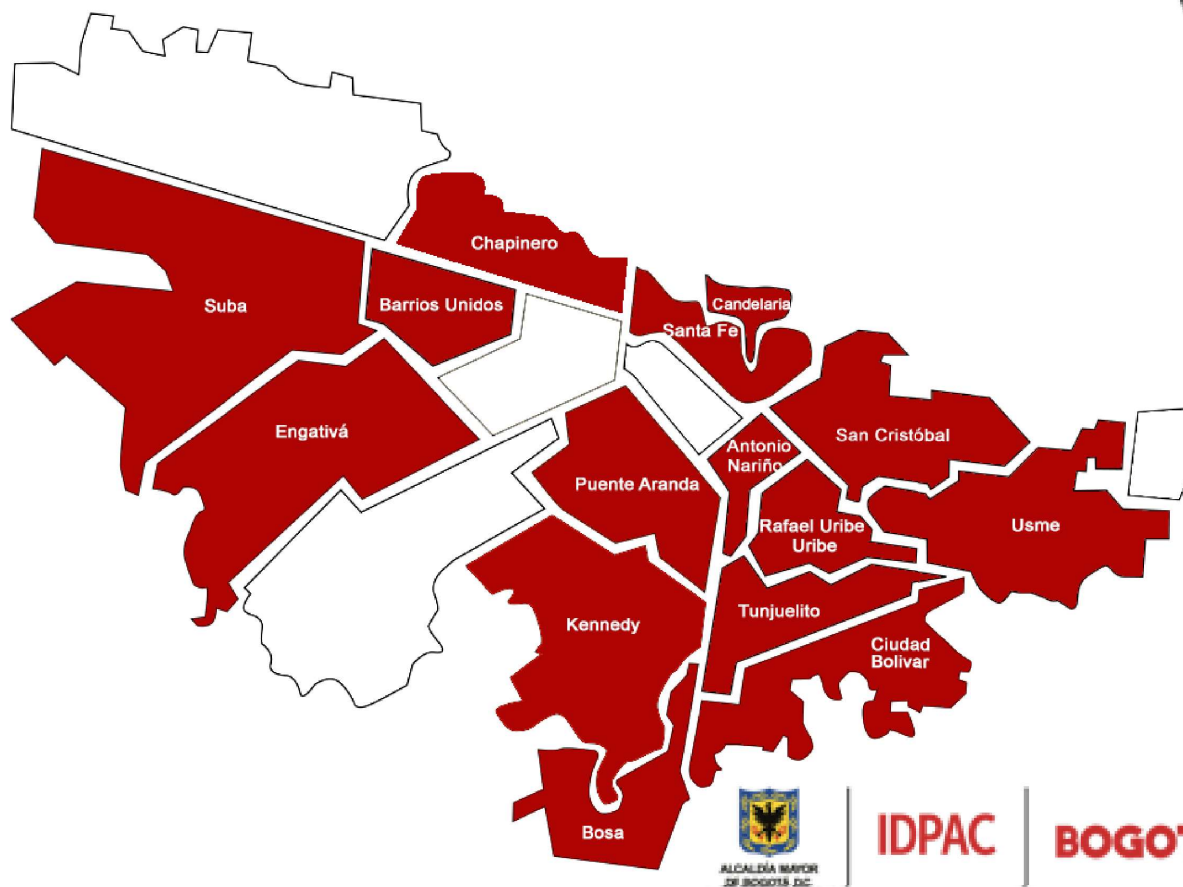 Chapinero
Suba
Barrios Unidos
Candelaria
Santa Fe
Engativá
San Cristóbal
Antonio
Nariño
Puente Aranda
Rafael Uribe
Uribe
Usme
Kennedy
Tunjuelito
Ciudad
Bolivar
Bosa
ALCALDÍA MAYOR
DE BOGOTÁ D.C.
IDPAC
BOGOT